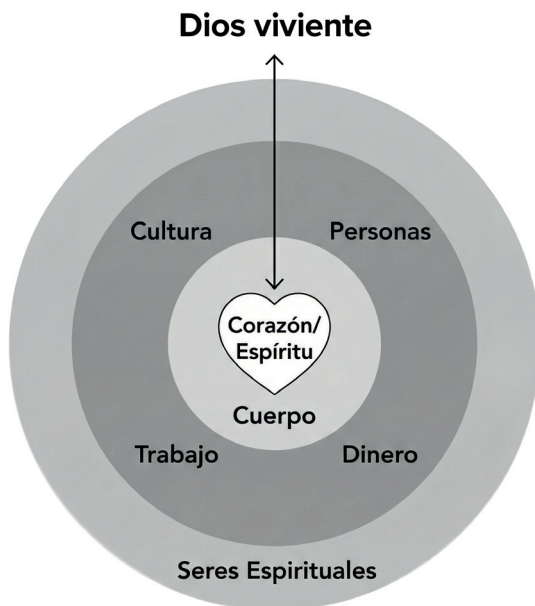 Dios viviente
Cultura
Personas
Corazón/
Espíritu
Cuerpo
Trabajo
Dinero
Seres Espirituales